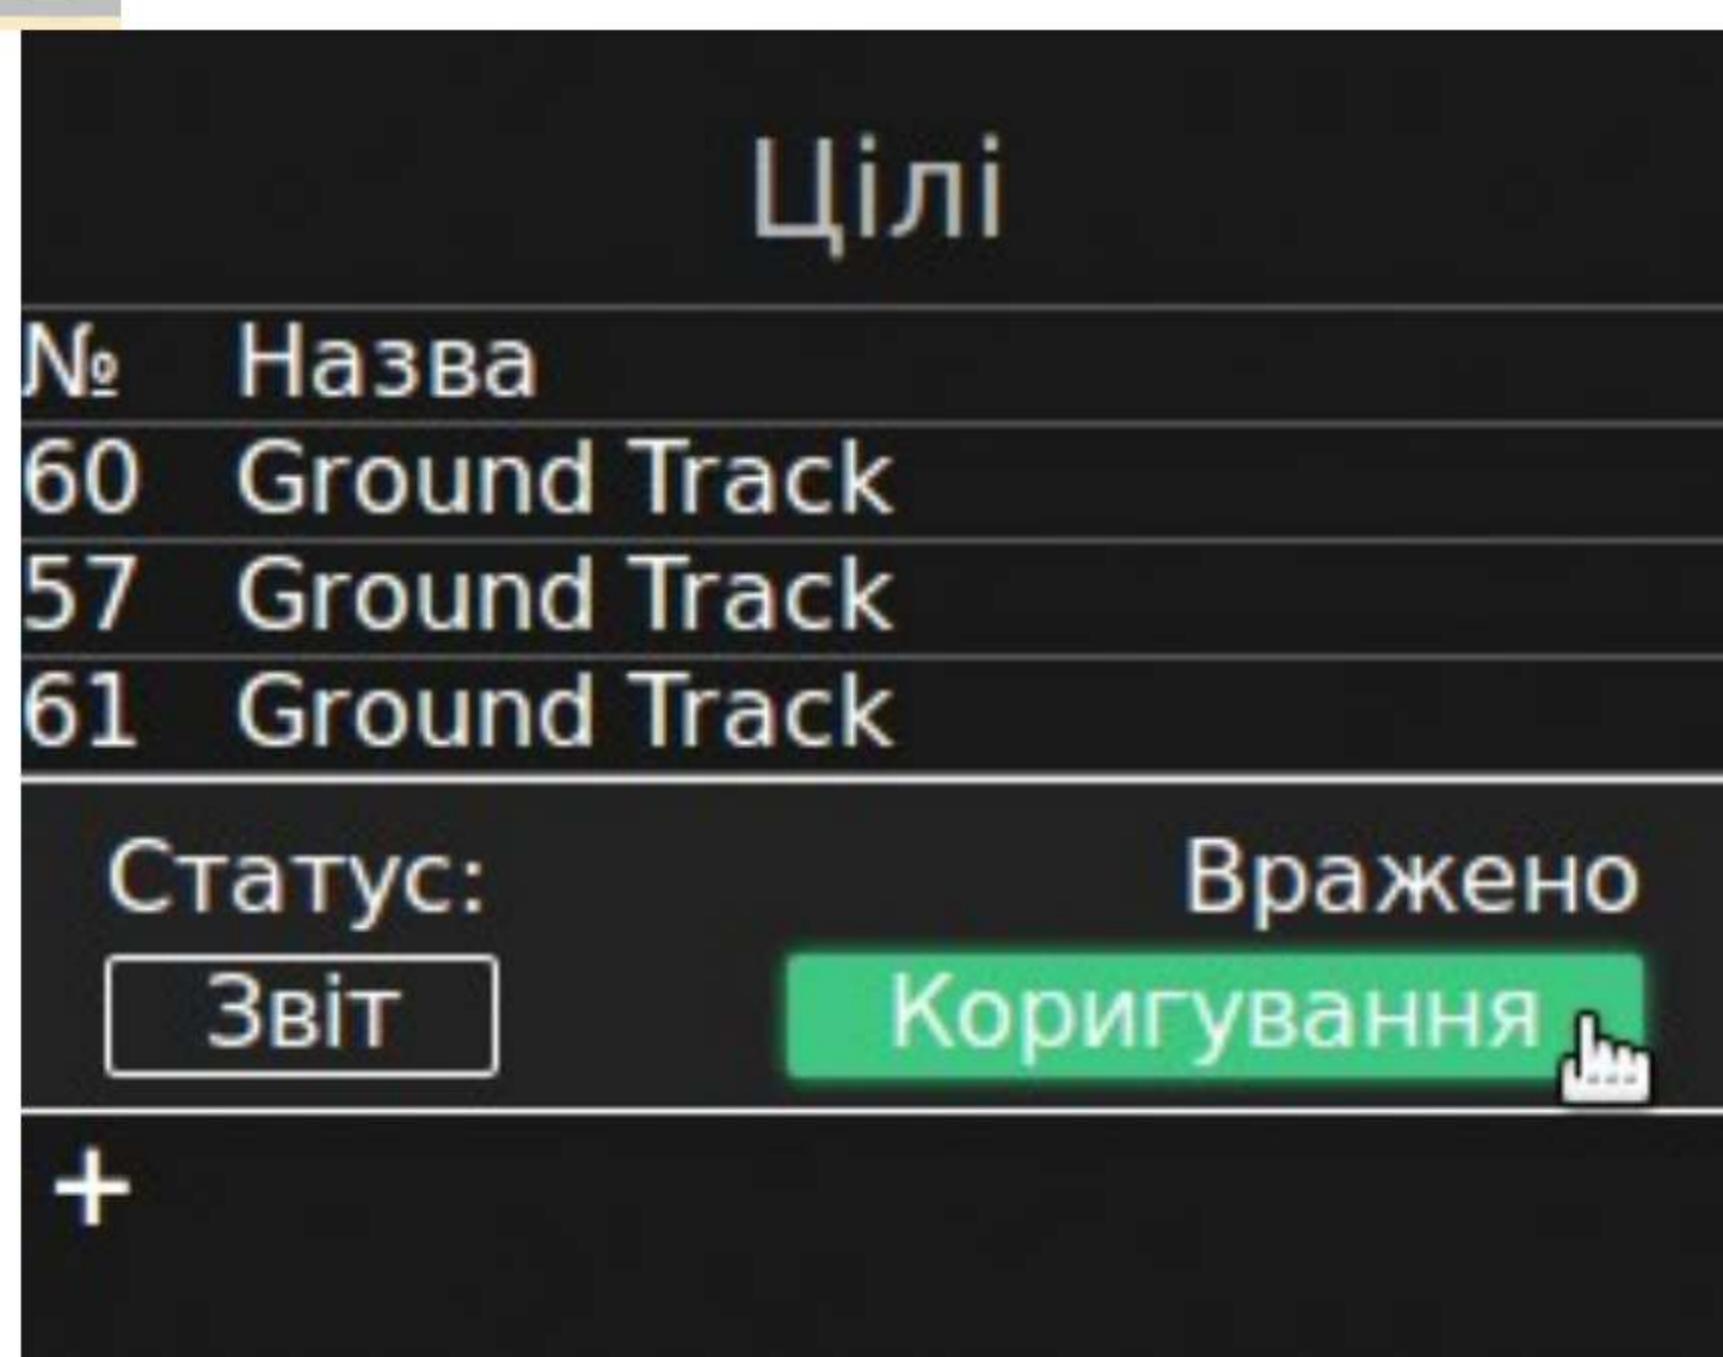 Цілі
№ Назва
60 Ground Track
57 Ground Track
61 Ground Track
Статус: Вражено
Звіт Коригування
+